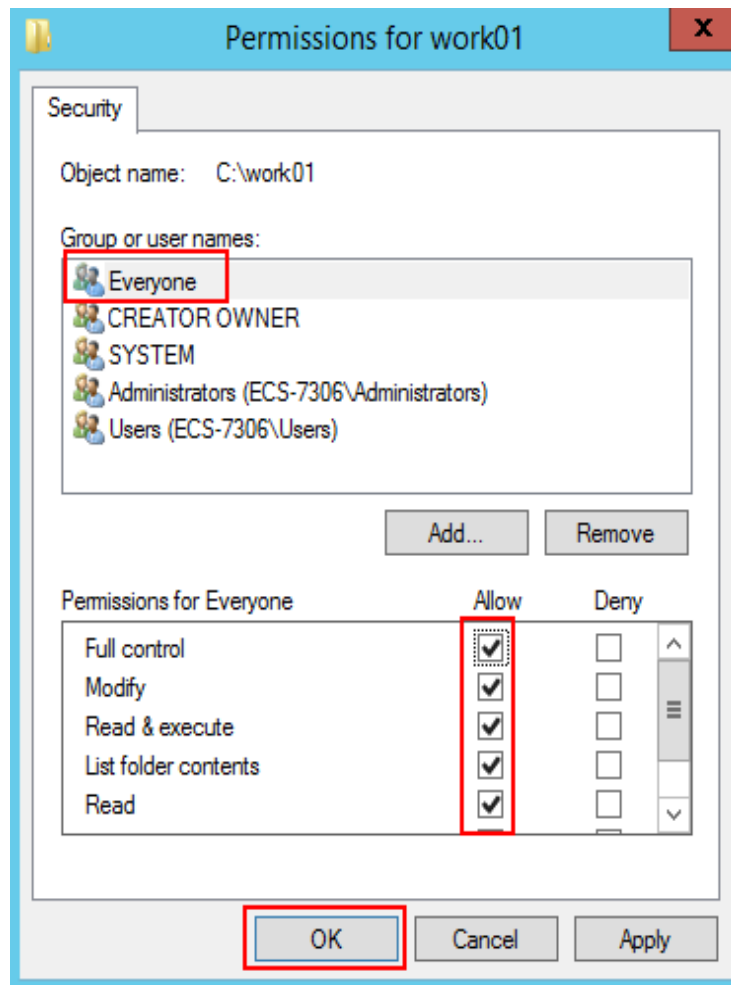 Permissions for work01
x
Security
Object name: C:\work01
Group or user names:
Everyone
CREATOR OWNER
SYSTEM
Administrators (ECS-7306\Administrators)
Users (ECS-7306\Users)
Add... Remove
Permissions for Everyone Allow Deny
Full control
Modify
Read & execute
List folder contents
Read
OK Cancel Apply